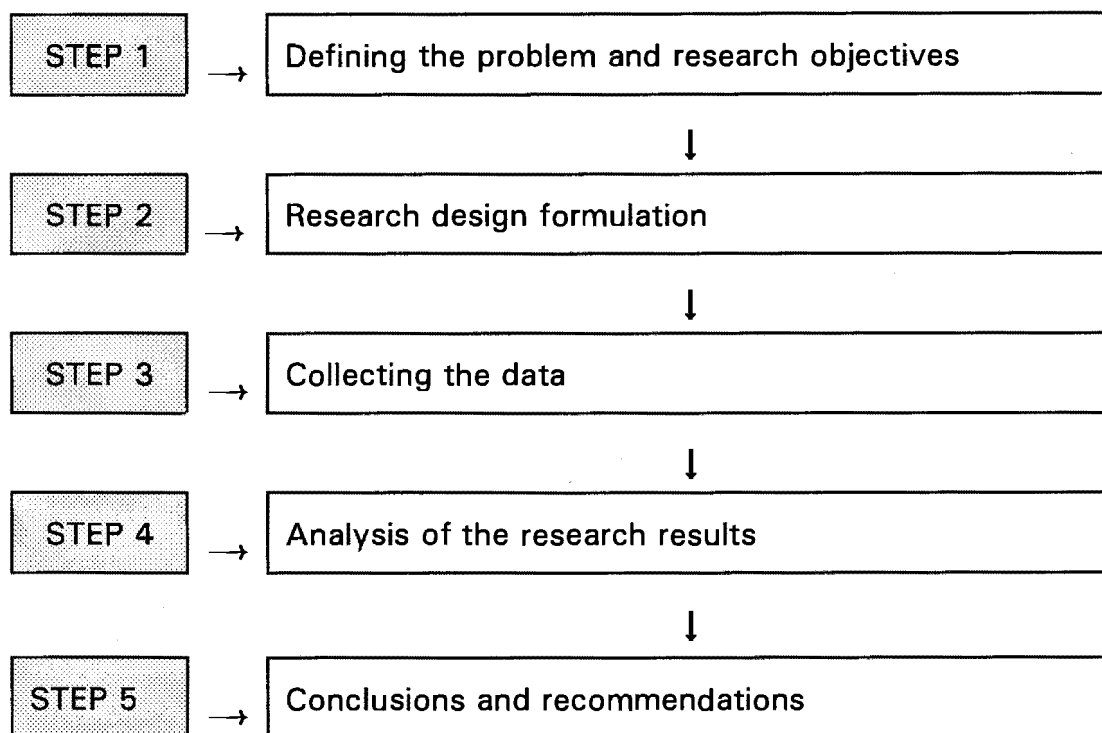 STEP 1 → Defining the problem and research objectives
↓
STEP 2 → Research design formulation
↓
STEP 3 → Collecting the data
↓
STEP 4 → Analysis of the research results
↓
STEP 5 → Conclusions and recommendations